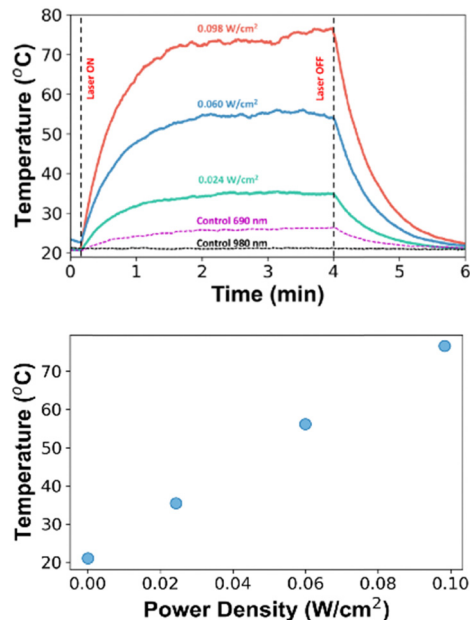 80
70
60
50
40
30
20
Temperature (°C)
Laser ON
0.098 W/cm²
Laser OFF
0.060 W/cm²
0.024 W/cm²
Control 690 nm
Control 980 nm
0 1 2 3 4 5 6
Time (min)
70
60
50
40
30
20
Temperature (°C)
0.00 0.02 0.04 0.06 0.08 0.10
Power Density (W/cm²)